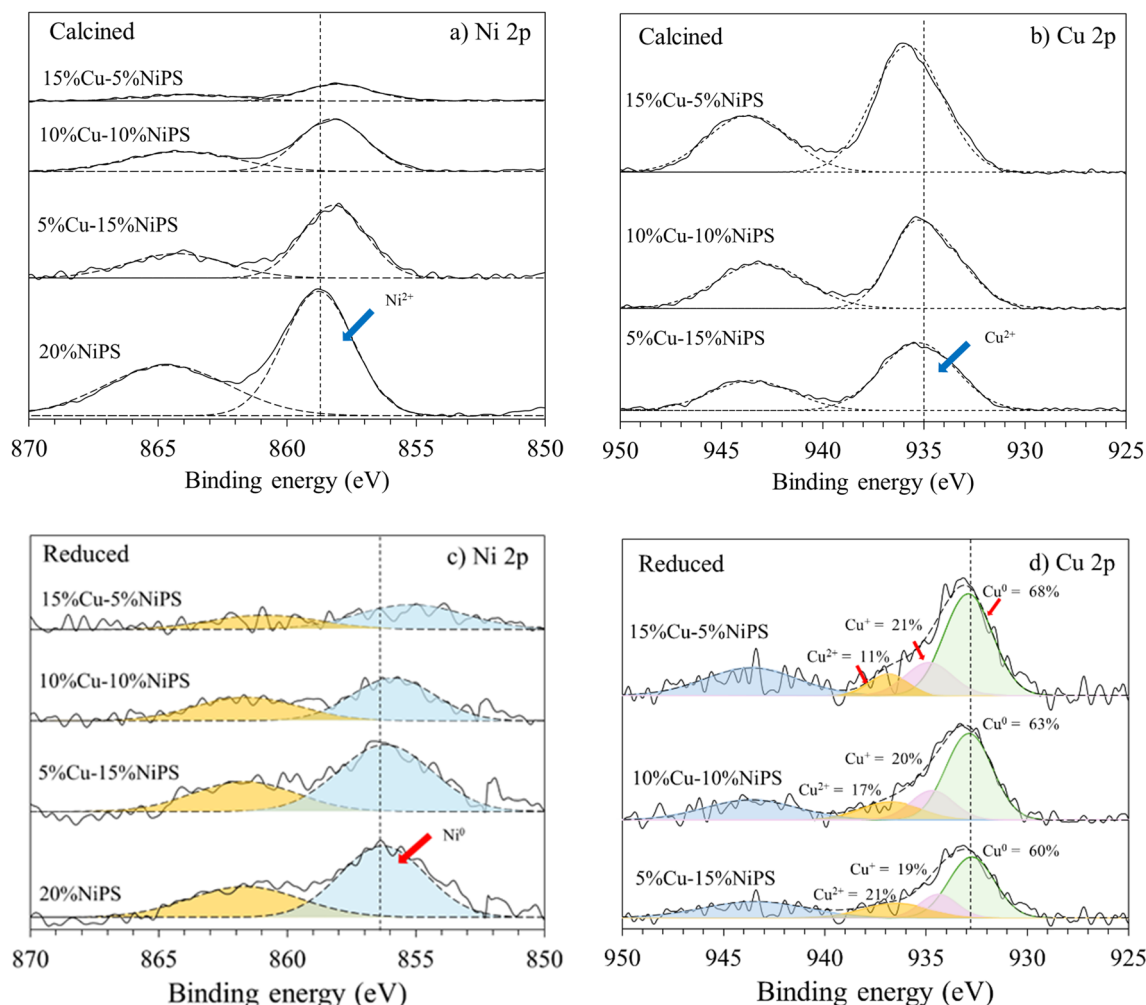 Calcined
a) Ni 2p
15%Cu-5%NiPS
10%Cu-10%NiPS
5%Cu-15%NiPS
Ni²⁺
20%NiPS
870 865 860 855 850
Binding energy (eV)
Calcined
b) Cu 2p
15%Cu-5%NiPS
10%Cu-10%NiPS
5%Cu-15%NiPS
Cu²⁺
950 945 940 935 930 925
Binding energy (eV)
Reduced
c) Ni 2p
15%Cu-5%NiPS
10%Cu-10%NiPS
5%Cu-15%NiPS
Ni⁰
20%NiPS
870 865 860 855 850
Binding energy (eV)
Reduced
d) Cu 2p
Cu⁰ = 68%
Cu⁺ = 21%
15%Cu-5%NiPS
Cu²⁺ = 11%
Cu⁰ = 63%
Cu⁺ = 20%
10%Cu-10%NiPS
Cu²⁺ = 17%
Cu⁰ = 60%
Cu⁺ = 19%
5%Cu-15%NiPS
Cu²⁺ = 21%
950 945 940 935 930 925
Binding energy (eV)